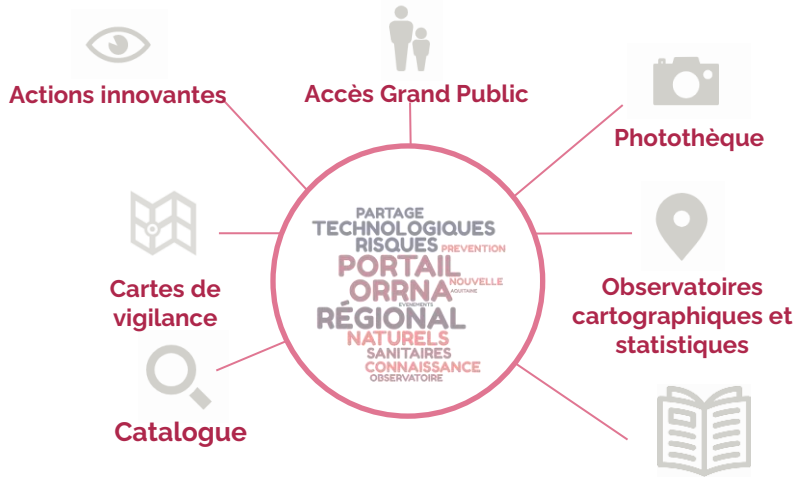 Actions innovantes
Accès Grand Public
Photothèque
PARTAGE
TECHNOLOGIQUES
RISQUES PREVENTION
PORTAIL
NOUVELLE
ORRNA
AQUITAINE
EVENEMENTS
RÉGIONAL
NATURELS
SANITAIRES
CONNAISSANCE
OBSERVATOIRE
Cartes de
vigilance
Observatoires
cartographiques et
statistiques
Catalogue